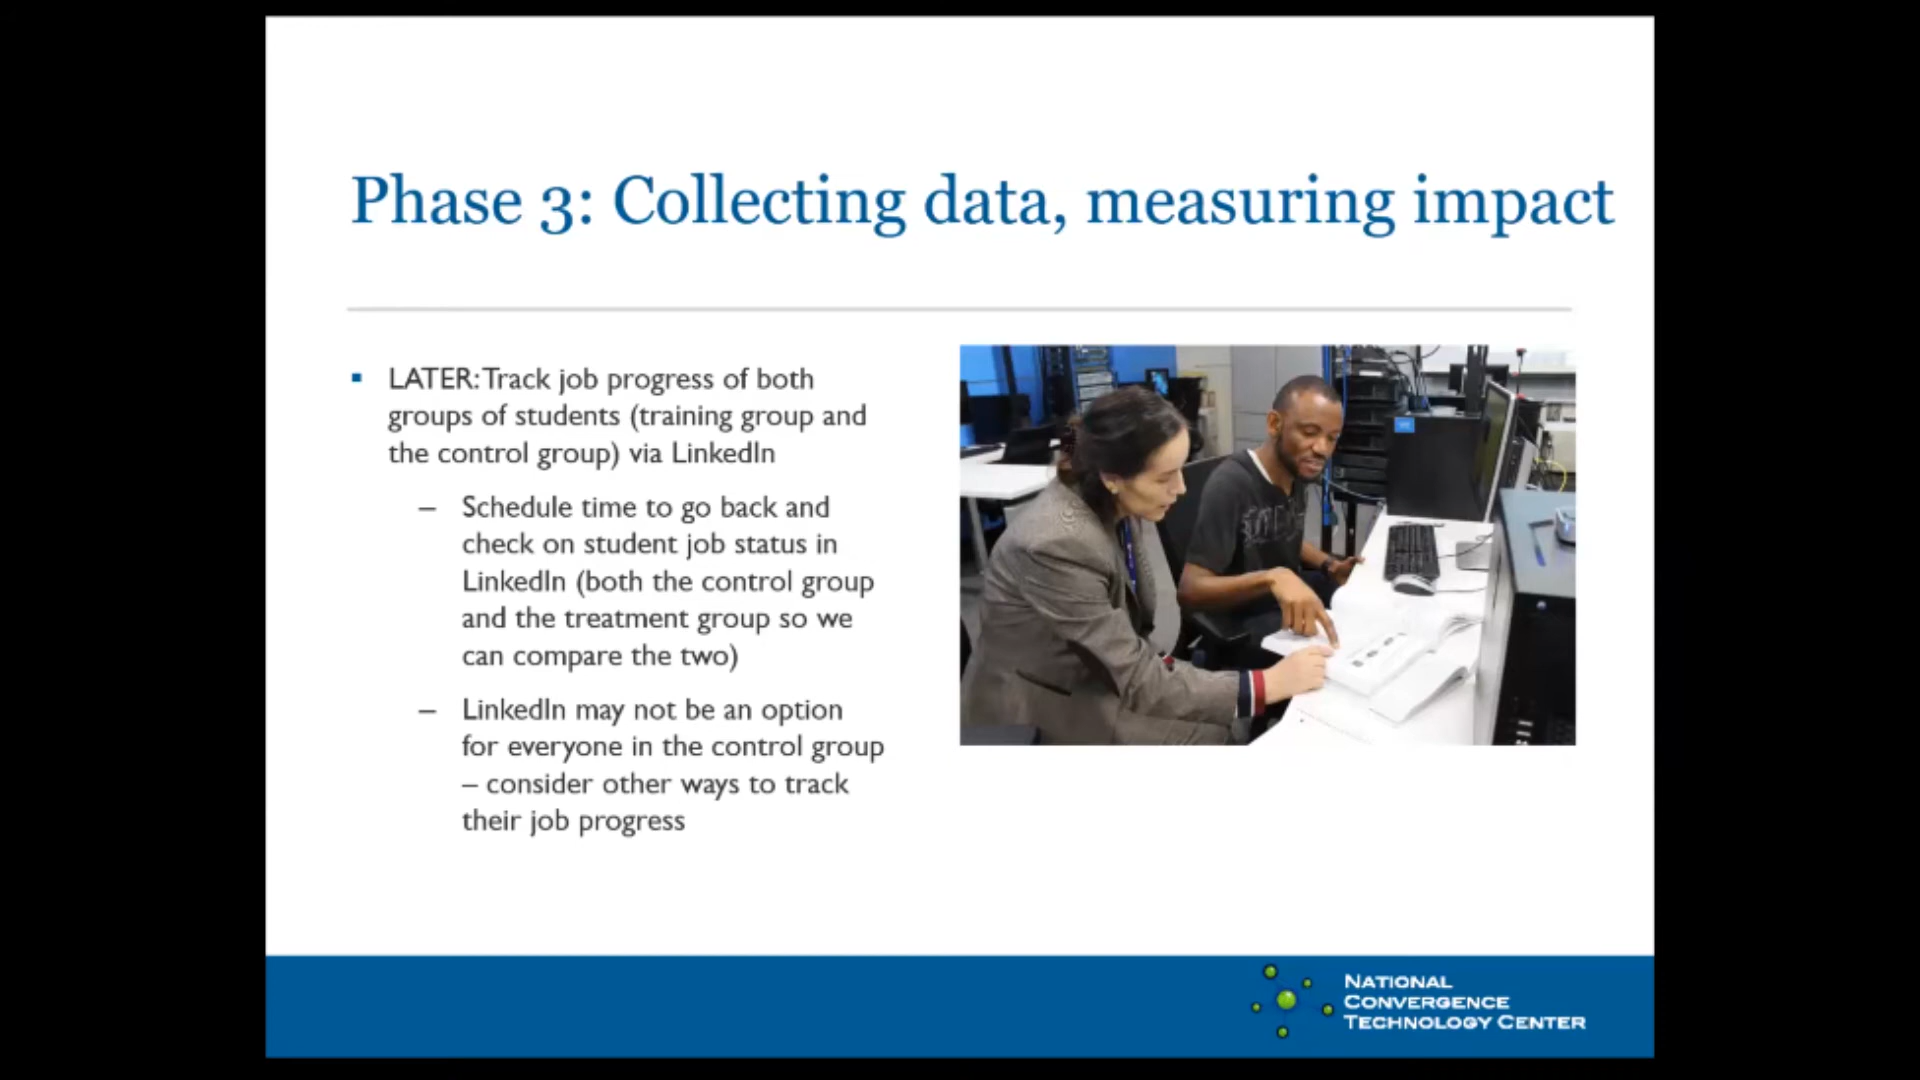 Phase 3: Collecting data, measuring impact
▪ LATER: Track job progress of both
groups of students (training group and
the control group) via LinkedIn
– Schedule time to go back and
check on student job status in
LinkedIn (both the control group
and the treatment group so we
can compare the two)
– LinkedIn may not be an option
for everyone in the control group
– consider other ways to track
their job progress
NATIONAL
CONVERGENCE
TECHNOLOGY CENTER